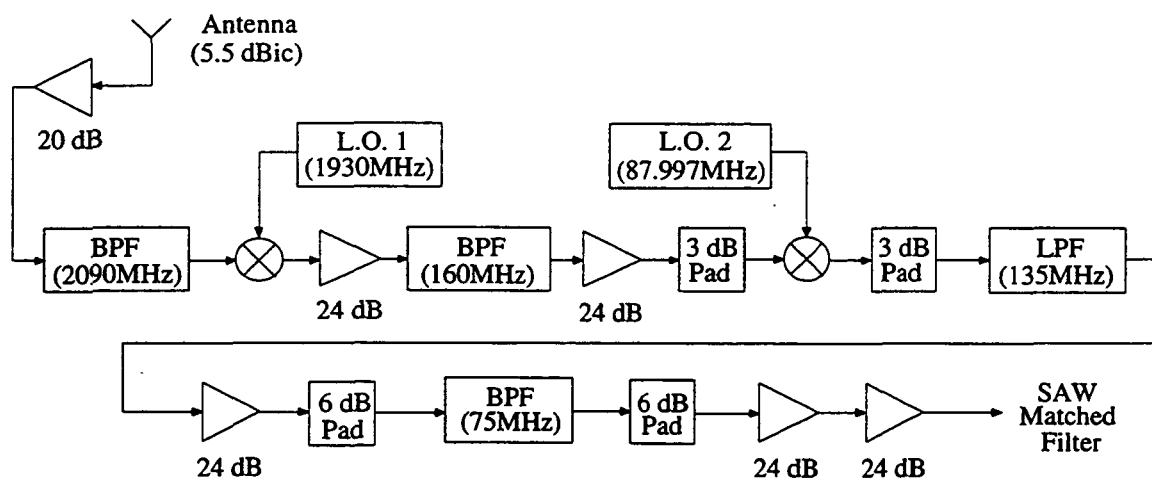 Antenna
(5.5 dBic)
20 dB
L.O. 1
(1930MHz)
L.O. 2
(87.997MHz)
BPF
(2090MHz)
24 dB
BPF
(160MHz)
24 dB
3 dB
Pad
3 dB
Pad
LPF
(135MHz)
24 dB
6 dB
Pad
BPF
(75MHz)
6 dB
Pad
24 dB
24 dB
SAW
Matched
Filter